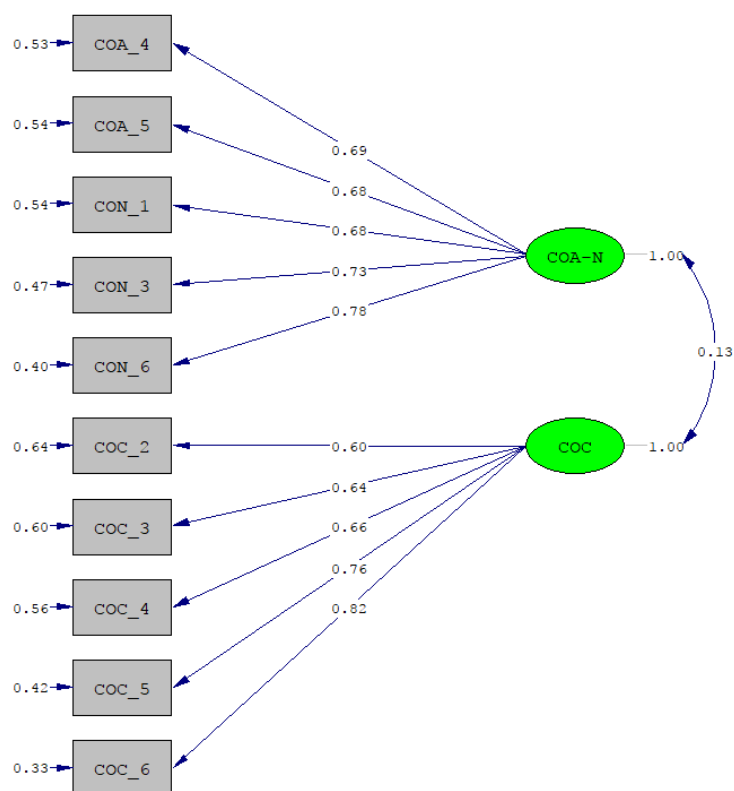 0.53 COA_4
0.54 COA_5
0.69
0.68
0.54 CON_1
0.68
COA-N 1.00
0.47 CON_3
0.73
0.78
0.13
0.40 CON_6
0.64 COC_2
0.60
COC 1.00
0.64
0.60 COC_3
0.66
0.76
0.56 COC_4
0.82
0.42 COC_5
0.33 COC_6